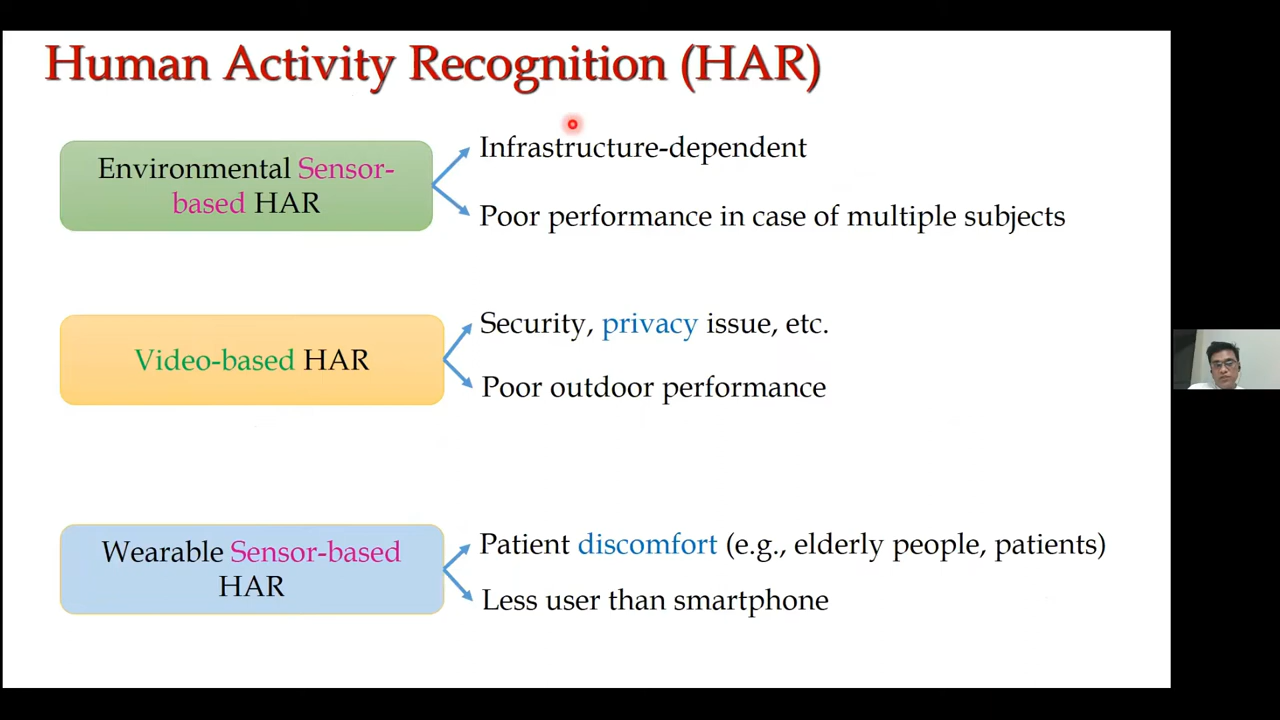 Human Activity Recognition (HAR)
Environmental Sensor-
based HAR
Infrastructure-dependent
Poor performance in case of multiple subjects
Video-based HAR
Security, privacy issue, etc.
Poor outdoor performance
Wearable Sensor-based
HAR
Patient discomfort (e.g., elderly people, patients)
Less user than smartphone